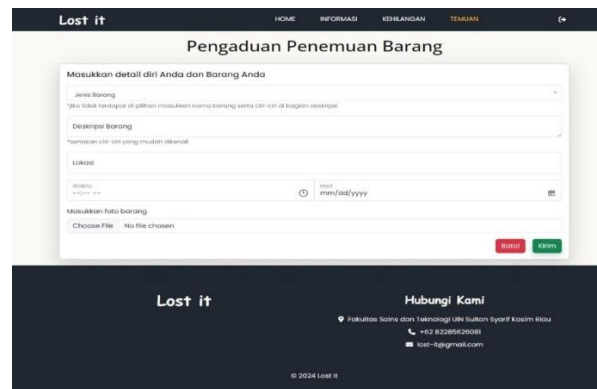 Lost it
HOME INFORMASI KEHILANGAN TEMUAN
Pengaduan Penemuan Barang
Masukkan detail diri Anda dan Barang Anda
Jenis Barang
*jika tidak terdapat di pilihan masukkan nama barang serta ciri-ciri di bagian deskripsi
Deskripsi Barang
*sertakan ciri-ciri yang mudah dikenali
Lokasi
Waktu
--:-- --
Hari
mm/dd/yyyy
Masukkan foto barang
Choose File No file chosen
Batal Kirim
Lost it
Hubungi Kami
Fakultas Sains dan Teknologi UIN Sultan Syarif Kasim Riau
+62 82285626081
lost-it@gmail.com
© 2024 Lost It